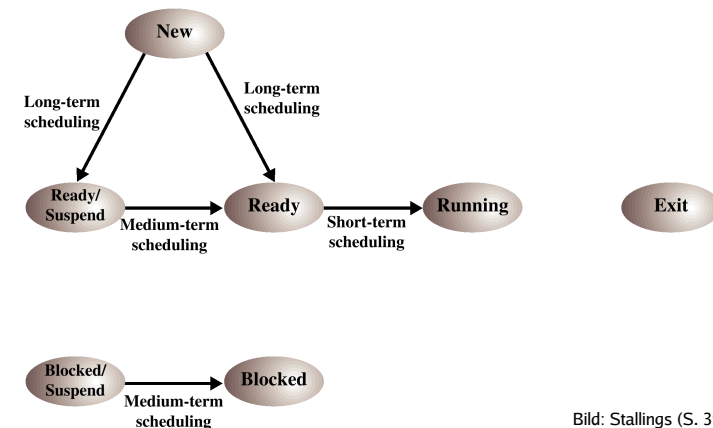 New
Long-term
scheduling
Long-term
scheduling
Ready/
Suspend
Medium-term
scheduling
Ready
Short-term
scheduling
Running
Exit
Blocked/
Suspend
Medium-term
scheduling
Blocked
Bild: Stallings (S. 3